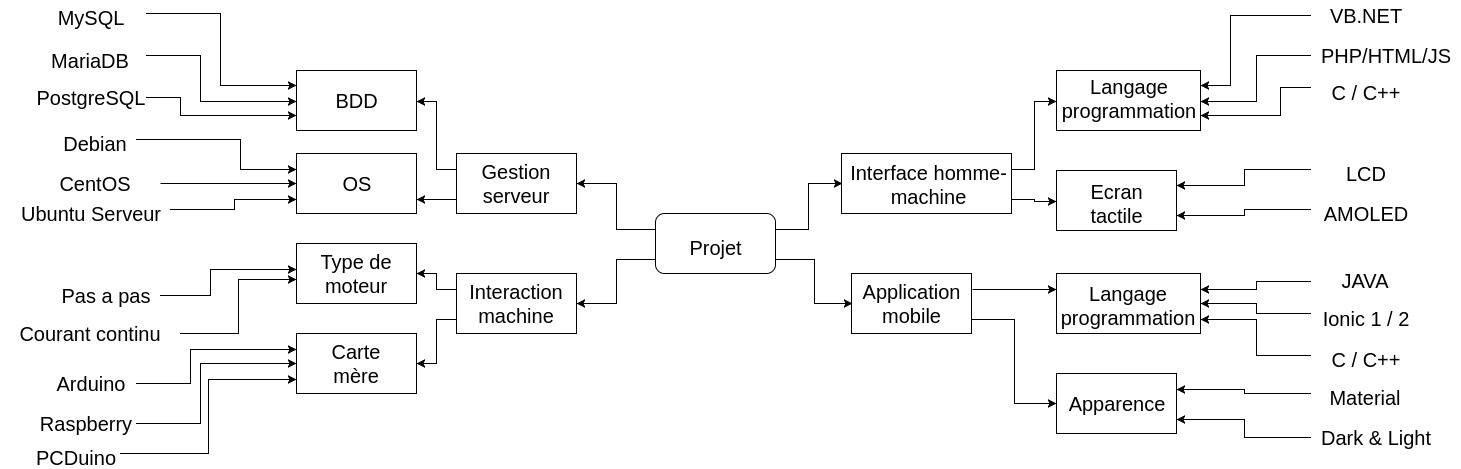 MySQL
MariaDB
PostgreSQL
BDD
Debian
CentOS
Ubuntu Serveur
OS
Gestion
serveur
Pas a pas
Courant continu
Type de
moteur
Arduino
Raspberry
PCDuino
Carte
mère
Interaction
machine
Projet
Interface homme-
machine
Langage
programmation
VB.NET
PHP/HTML/JS
C / C++
Ecran
tactile
LCD
AMOLED
Application
mobile
Langage
programmation
JAVA
Ionic 1 / 2
C / C++
Apparence
Material
Dark & Light